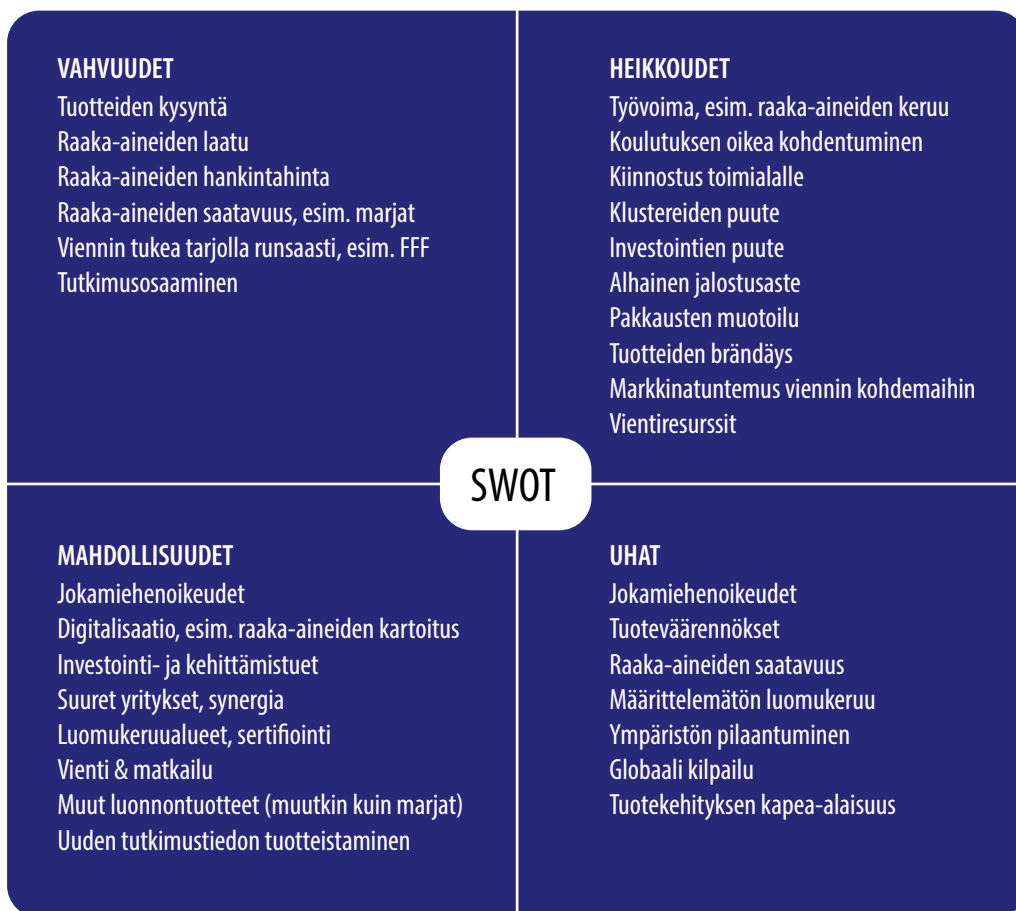 VAHVUUDET
Tuotteiden kysyntä
Raaka-aineiden laatu
Raaka-aineiden hankintahinta
Raaka-aineiden saatavuus, esim. marjat
Viennin tukea tarjolla runsaasti, esim. FFF
Tutkimusosaaminen
HEIKKOUDET
Työvoima, esim. raaka-aineiden keruu
Koulutuksen oikea kohdentuminen
Kiinnostus toimialalle
Klustereiden puute
Investointien puute
Alhainen jalostusaste
Pakkausten muotoilu
Tuotteiden brändäys
Markkinatuntemus viennin kohdemaihin
Vientiresurssit
SWOT
MAHDOLLISUUDET
Jokamiehenoikeudet
Digitalisaatio, esim. raaka-aineiden kartoitus
Investointi- ja kehittämistuet
Suuret yritykset, synergia
Luomukeruualueet, sertifiointi
Vienti & matkailu
Muut luonnontuotteet (muutkin kuin marjat)
Uuden tutkimustiedon tuotteistaminen
UHAT
Jokamiehenoikeudet
Tuoteväärennökset
Raaka-aineiden saatavuus
Määrittelemätön luomukeruu
Ympäristön pilaantuminen
Globaali kilpailu
Tuotekehityksen kapea-alaisuus